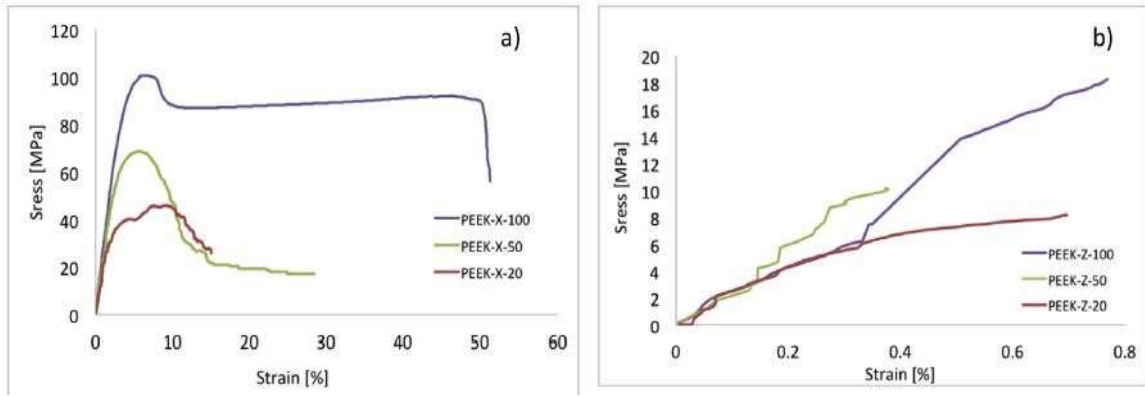 a)
120
100
80
60
40
20
0
Sress [MPa]
0 10 20 30 40 50 60
Strain [%]
PEEK-X-100
PEEK-X-50
PEEK-X-20
b)
20
18
16
14
12
10
8
6
4
2
0
Sress [MPa]
0 0.2 0.4 0.6 0.8
Strain [%]
PEEK-Z-100
PEEK-Z-50
PEEK-Z-20